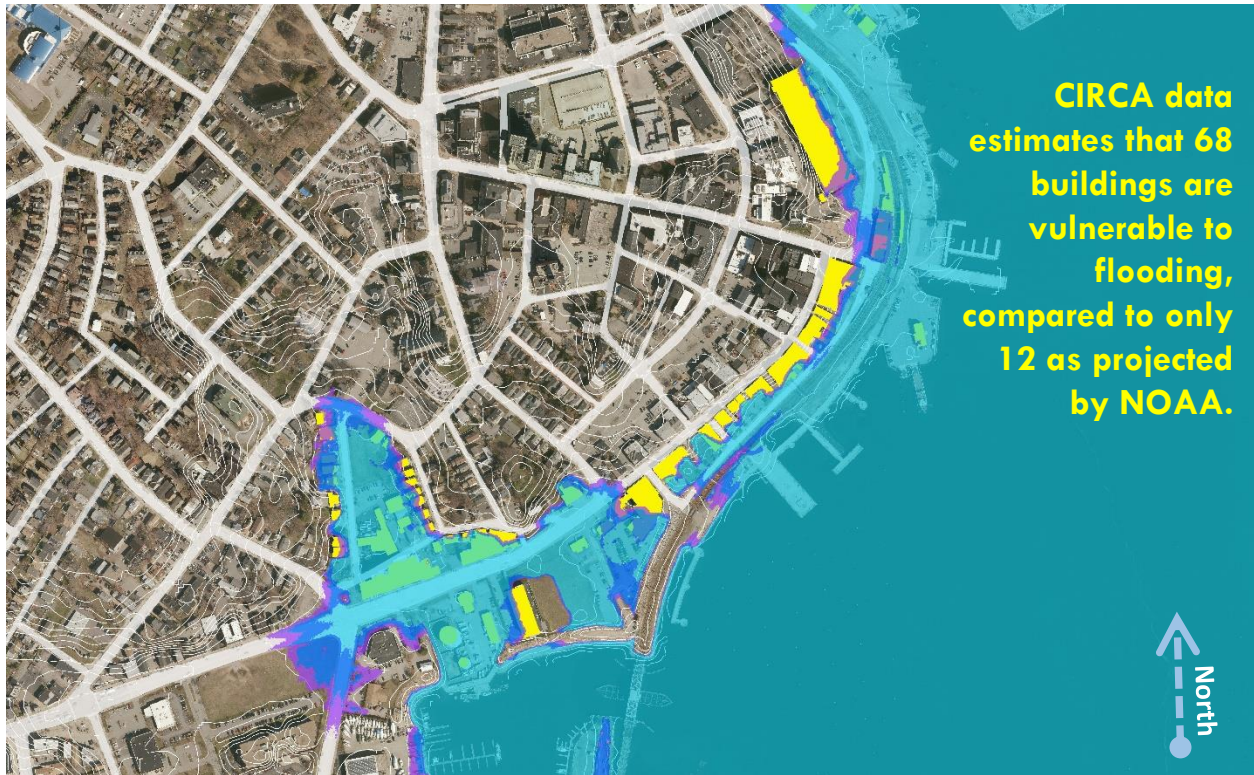 CIRCA data
estimates that 68
buildings are
vulnerable to
flooding,
compared to only
12 as projected
by NOAA.
North